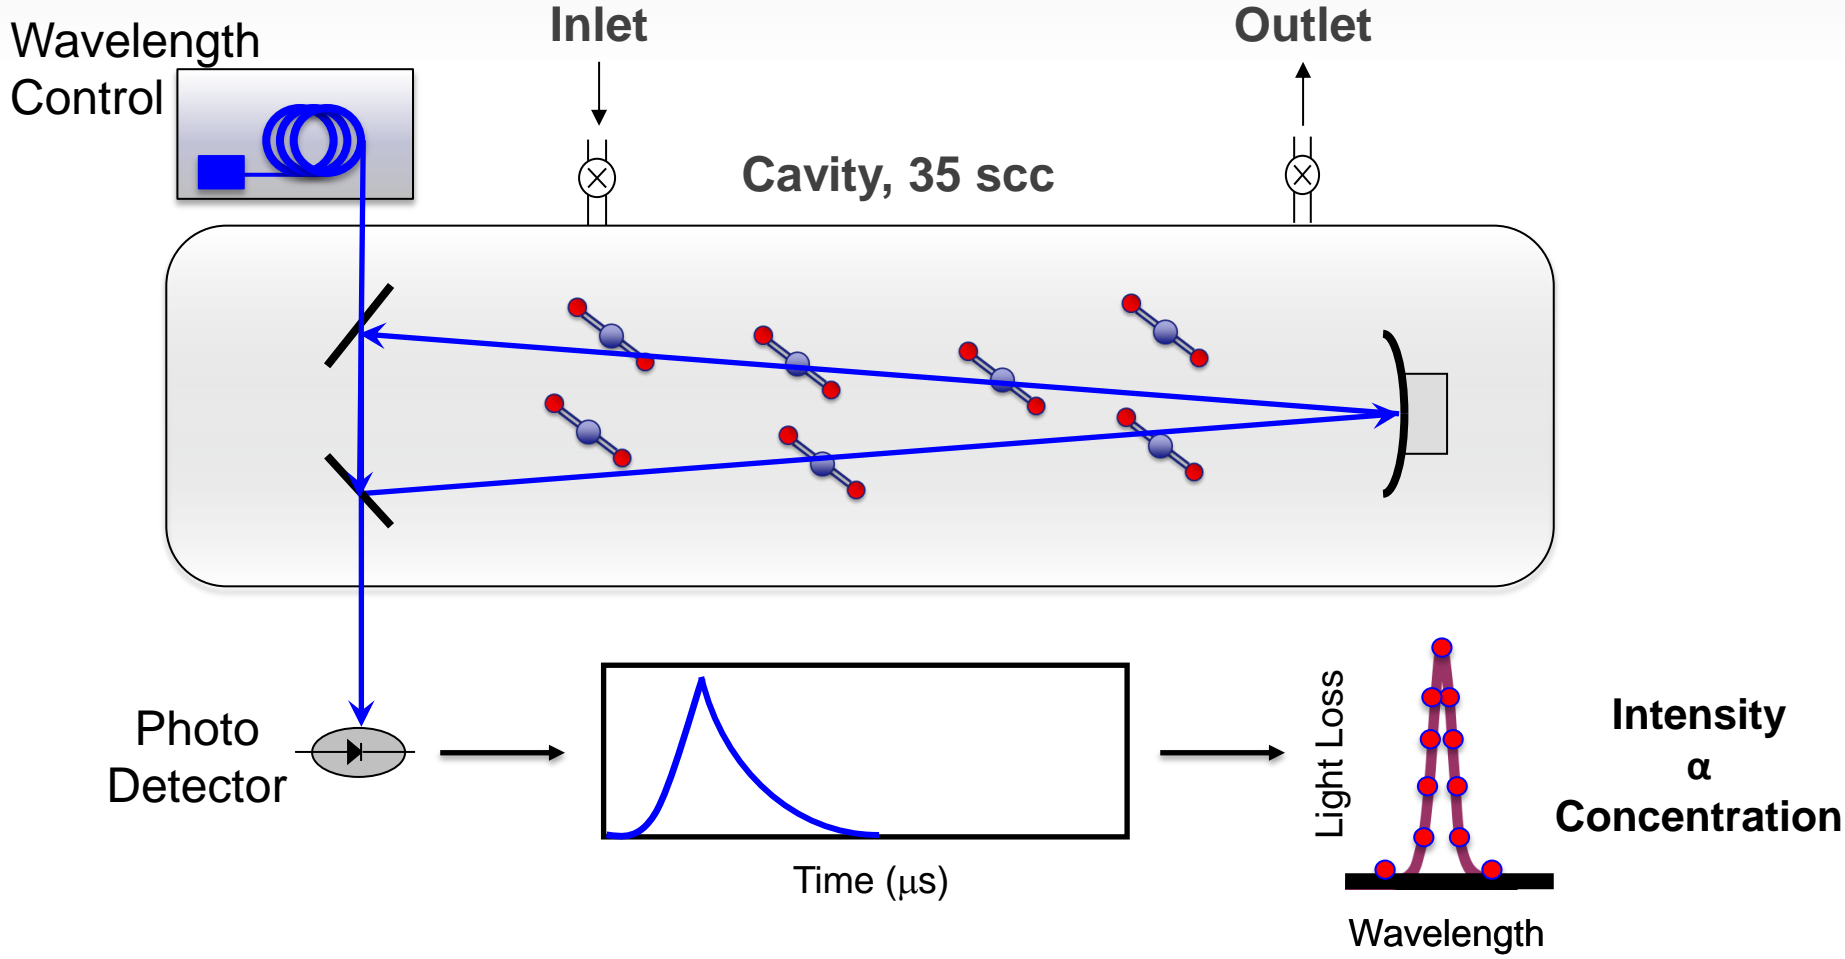 Inlet
Outlet
Wavelength
Control
Cavity, 35 scc
Photo
Detector
Time (μs)
Light Loss
Wavelength
Intensity
α
Concentration